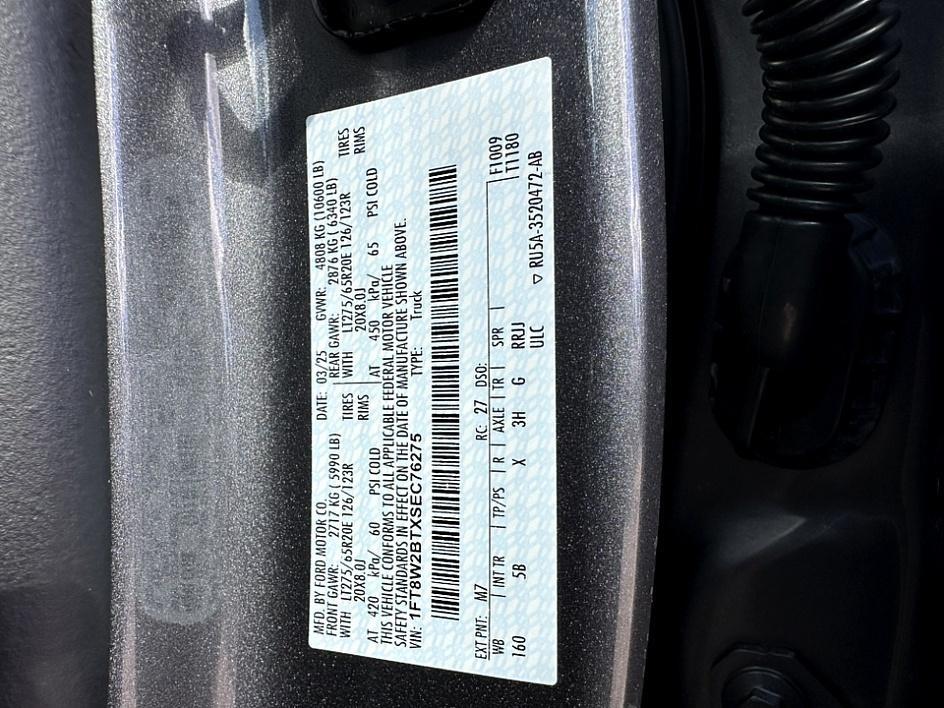 MFD. BY FORD MOTOR CO.
DATE: 03/25 GVWR: 4808 KG (10600 LB)
FRONT GAWR: 2717 KG ( 5990 LB) REAR GAWR: 2876 KG ( 6340 LB)
WITH LT275/65R20E 126/123R TIRES WITH LT275/65R20E 126/123R TIRES
20X8.0J RIMS 20X8.0J RIMS
AT 420 kPa/ 60 PSI COLD AT 450 kPa/ 65 PSI COLD
THIS VEHICLE CONFORMS TO ALL APPLICABLE FEDERAL MOTOR VEHICLE
SAFETY STANDARDS IN EFFECT ON THE DATE OF MANUFACTURE SHOWN ABOVE.
VIN: 1FT8W2BTXSEC76275 TYPE: Truck
EXT PNT: M7 RC: 27 DSO: F1009
WB | INT TR | TP/PS | R | AXLE | TR | SPR | T1180
160 5B X 3H G RRJJ
ULC ▽ RU5A-3520472-AB